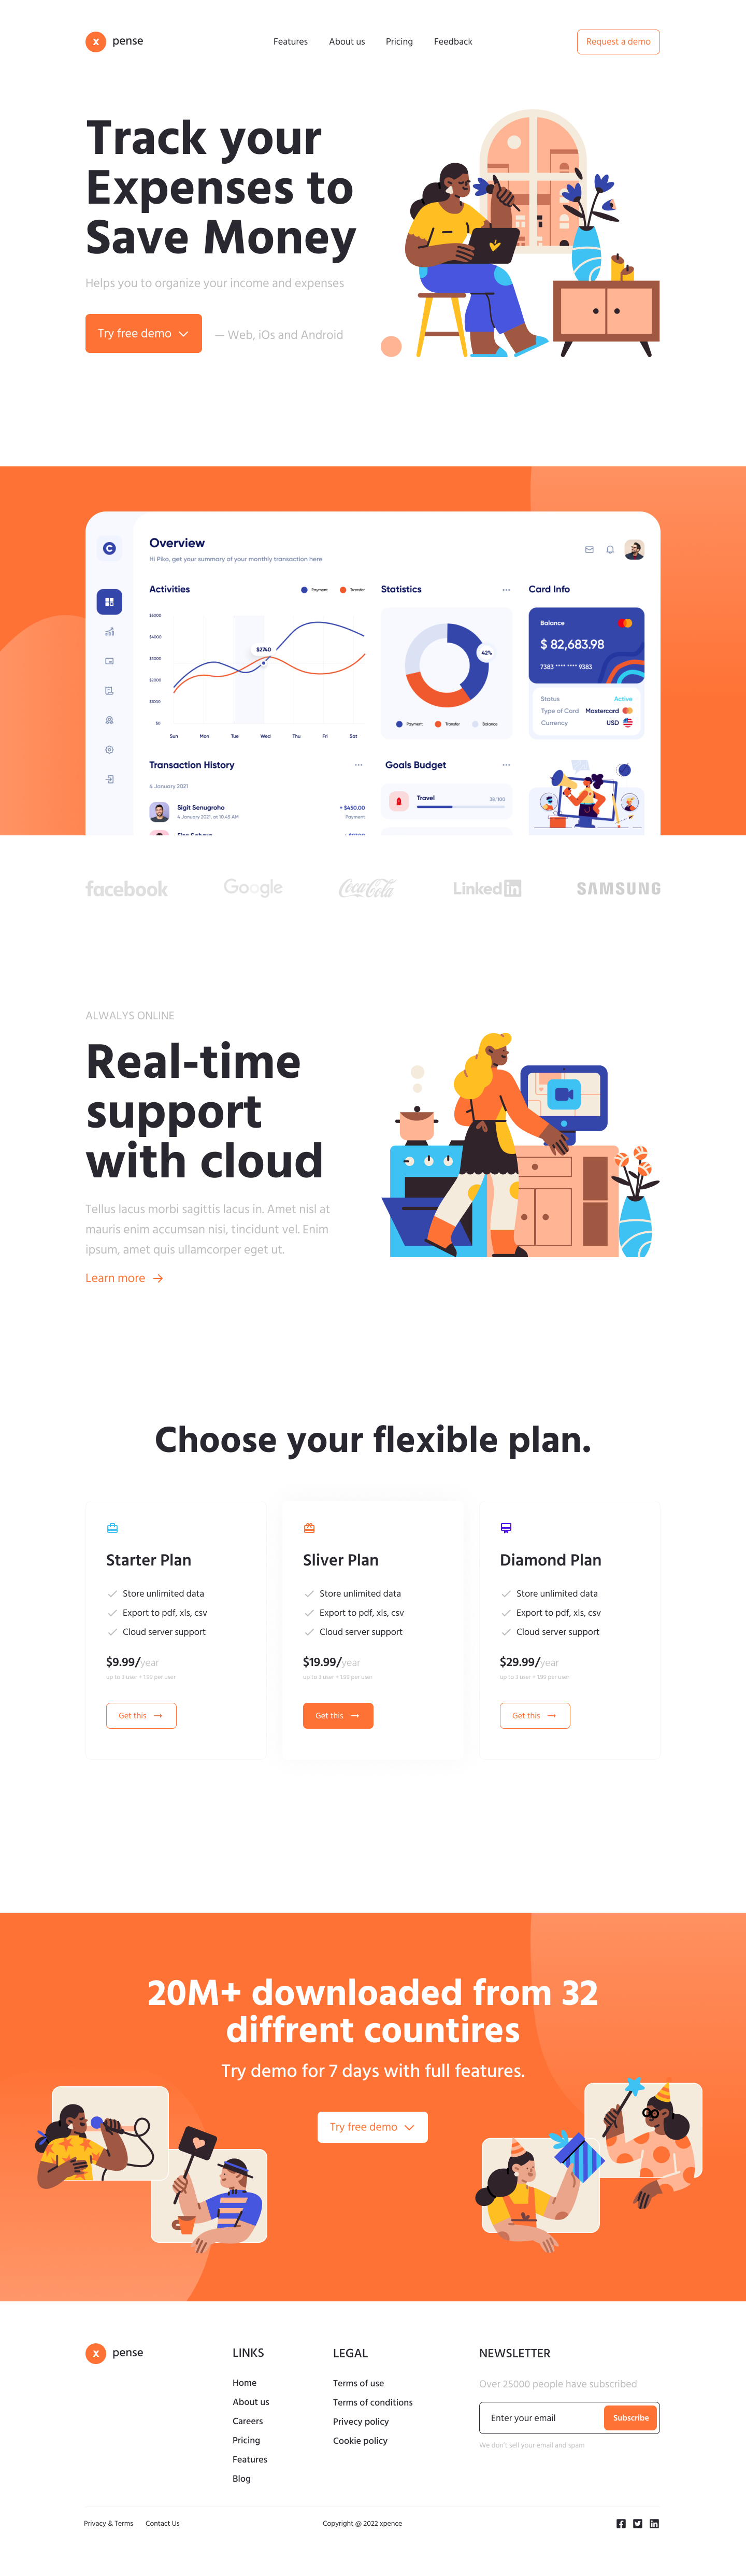 x pense
Features About us Pricing Feedback
Request a demo
Track your
Expenses to
Save Money
Helps you to organize your income and expenses
Try free demo
— Web, iOs and Android
Overview
Hi Piko, get your summary of your monthly transaction here
Activities
Payment Transfer
$5000
$4000
$3000
$2000
$1000
$0
$2740
Sun Mon Tue Wed Thu Fri Sat
Statistics
42%
Payment Transfer Balance
Card Info
Balance
$ 82,683.98
7383 **** **** 9383
Status Active
Type of Card Mastercard
Currency USD
Transaction History
4 January 2021
Sigit Senugroho
4 January 2021, at 10.45 AM
+ $450.00
Payment
Goals Budget
Travel
38/100
facebook Google Coca-Cola Linked in SAMSUNG
ALWALYS ONLINE
Real-time
support
with cloud
Tellus lacus morbi sagittis lacus in. Amet nisl at
mauris enim accumsan nisi, tincidunt vel. Enim
ipsum, amet quis ullamcorper eget ut.
Learn more
Choose your flexible plan.
Starter Plan
Store unlimited data
Export to pdf, xls, csv
Cloud server support
$9.99/year
up to 3 user + 1.99 per user
Get this
Sliver Plan
Store unlimited data
Export to pdf, xls, csv
Cloud server support
$19.99/year
up to 3 user + 1.99 per user
Get this
Diamond Plan
Store unlimited data
Export to pdf, xls, csv
Cloud server support
$29.99/year
up to 3 user + 1.99 per user
Get this
20M+ downloaded from 32
diffrent countires
Try demo for 7 days with full features.
Try free demo
x pense
LINKS
Home
About us
Careers
Pricing
Features
Blog
LEGAL
Terms of use
Terms of conditions
Privecy policy
Cookie policy
NEWSLETTER
Over 25000 people have subscribed
Enter your email
Subscribe
We don't sell your email and spam
Privacy & Terms Contact Us
Copyright @ 2022 xpence